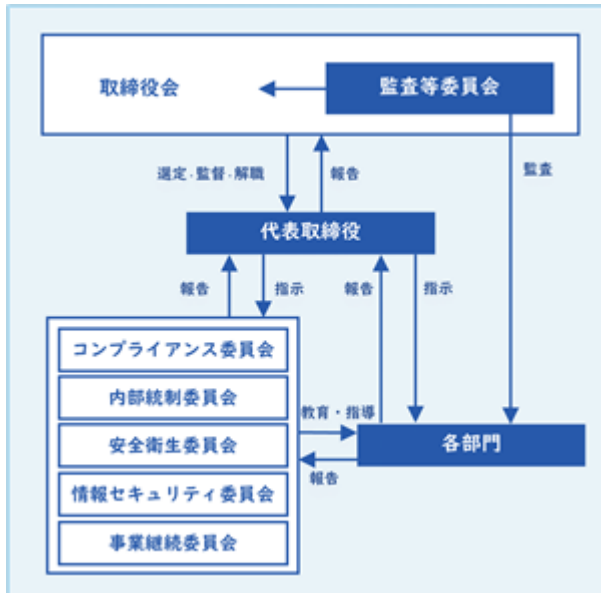 取締役会
監査等委員会
選定・監督・解職
報告
監査
代表取締役
報告
指示
報告
指示
コンプライアンス委員会
内部統制委員会
安全衛生委員会
情報セキュリティ委員会
事業継続委員会
教育・指導
各部門
報告